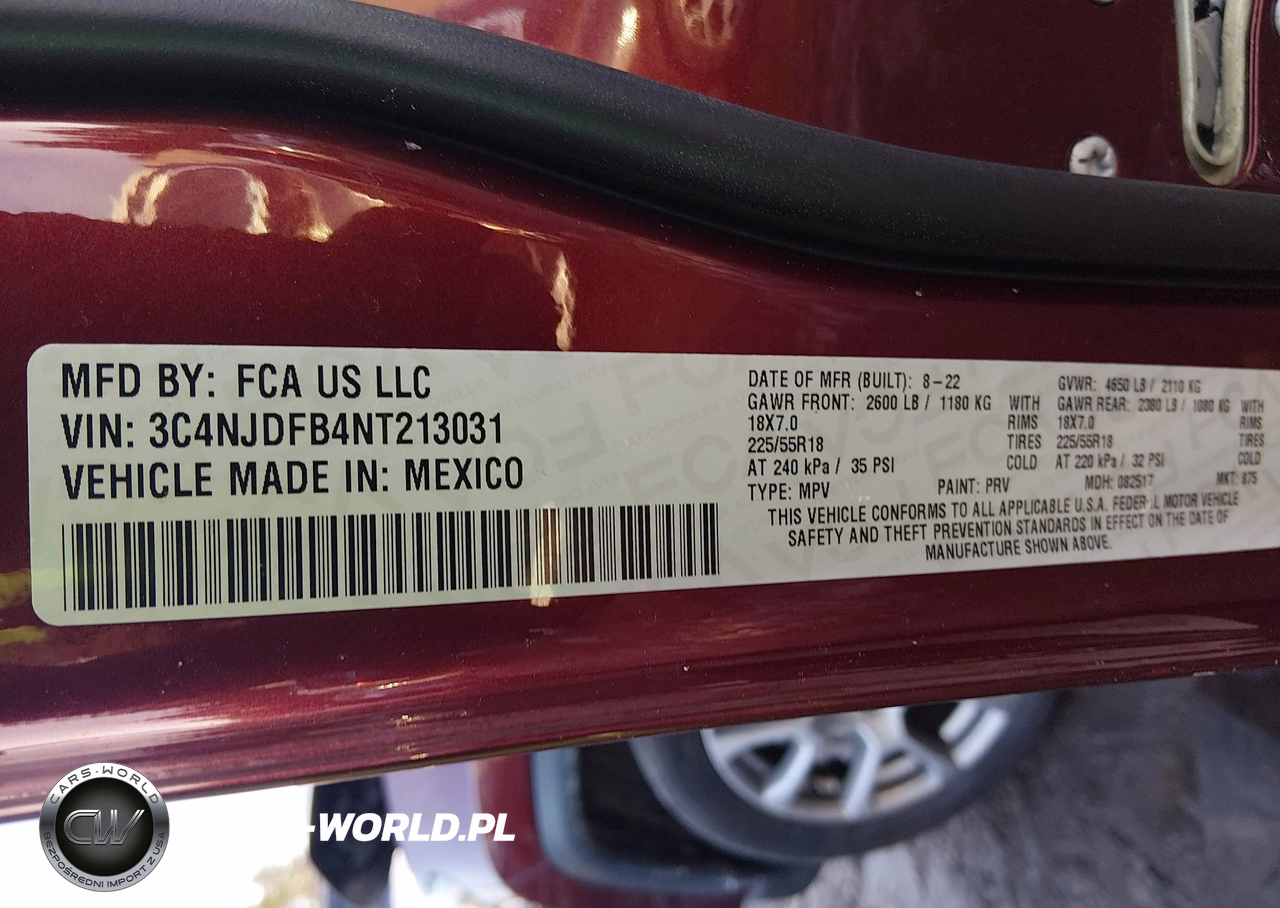 MFD BY: FCA US LLC
VIN: 3C4NJDFB4NT213031
VEHICLE MADE IN: MEXICO
DATE OF MFR (BUILT): 8-22
GAWR FRONT: 2600 LB / 1180 KG WITH
18X7.0 RIMS
225/55R18 TIRES
AT 240 kPa / 35 PSI COLD
GVWR: 4650 LB / 2110 KG
GAWR REAR: 2380 LB / 1080 KG WITH
18X7.0 RIMS
225/55R18 TIRES
AT 220 kPa / 32 PSI COLD
TYPE: MPV PAINT: PRV MDH: 082517 MKT: 875
THIS VEHICLE CONFORMS TO ALL APPLICABLE U.S.A. FEDERAL MOTOR VEHICLE
SAFETY AND THEFT PREVENTION STANDARDS IN EFFECT ON THE DATE OF
MANUFACTURE SHOWN ABOVE.
CARS-WORLD
CW
BEZPOŚREDNI IMPORT Z USA
-WORLD.PL